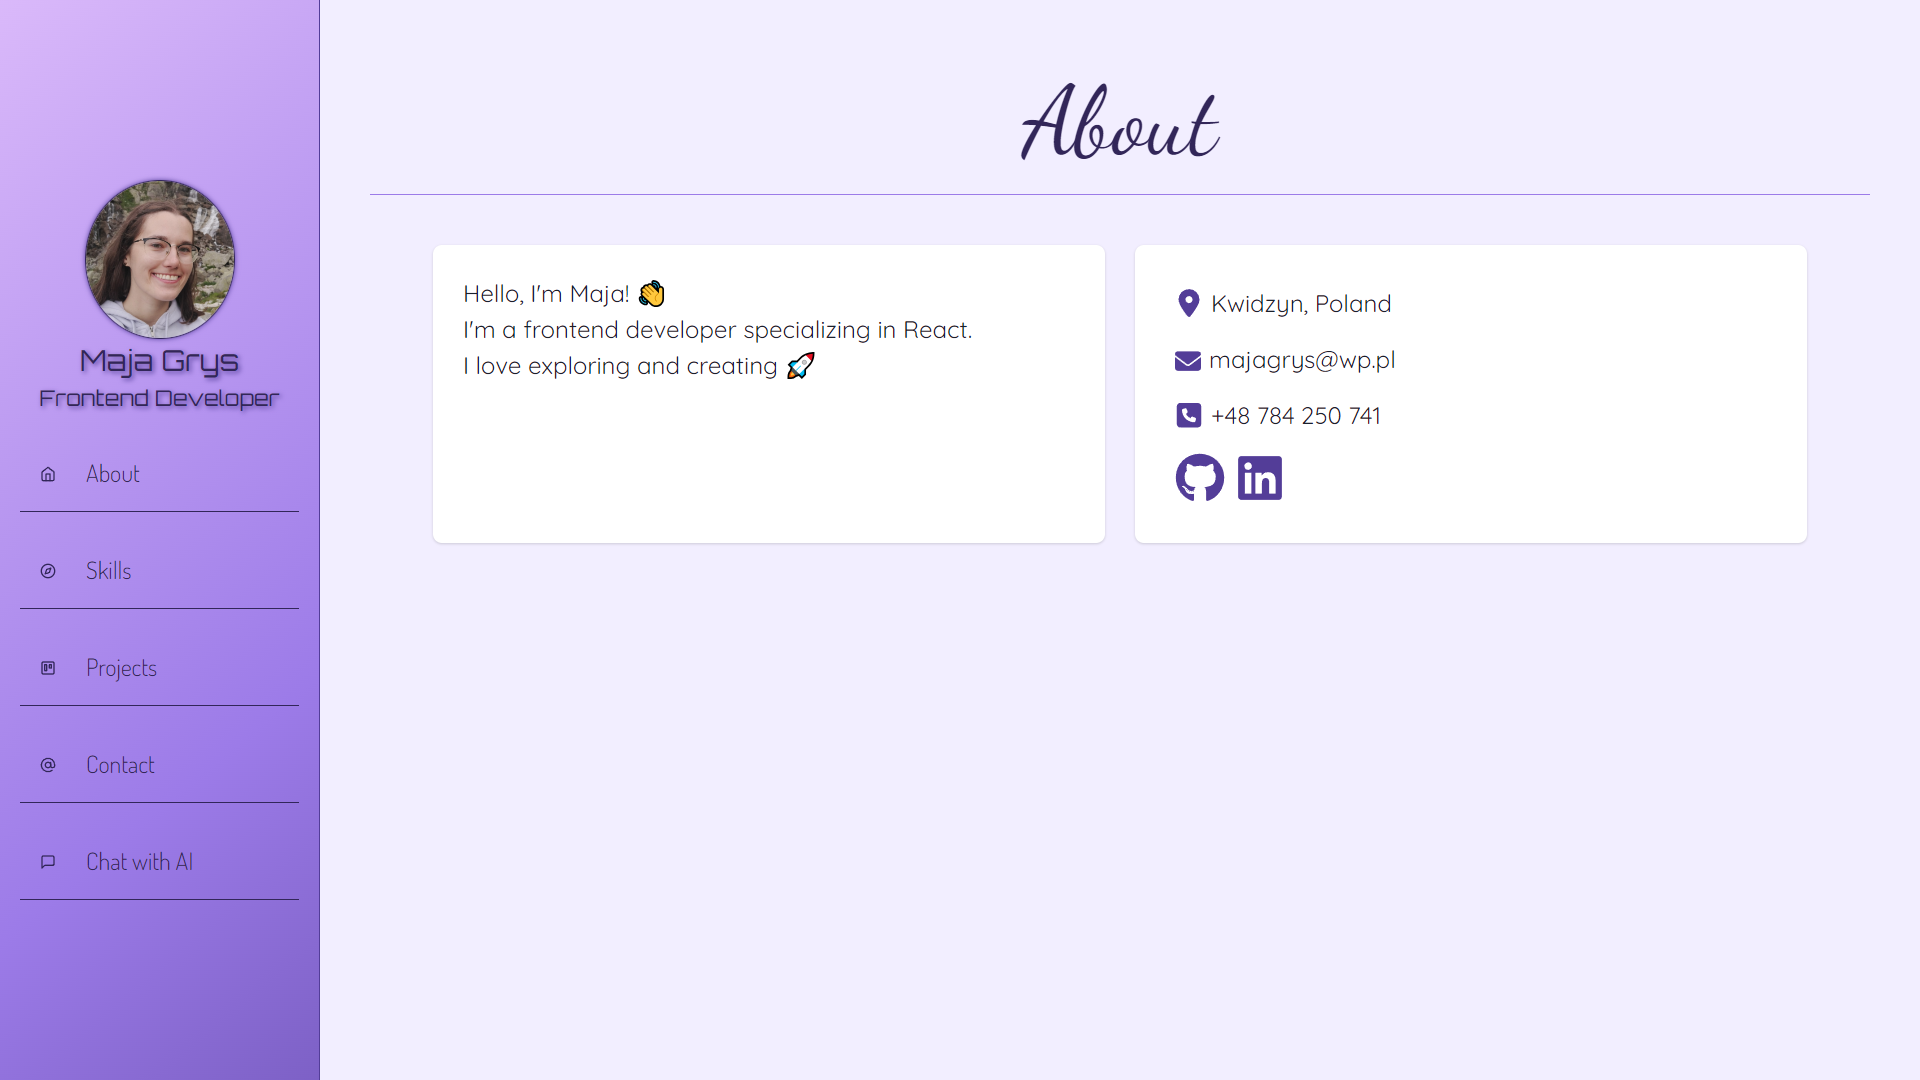 Maja Grys
Frontend Developer
About
Skills
Projects
Contact
Chat with AI
About
Hello, I'm Maja! 👋
I'm a frontend developer specializing in React.
I love exploring and creating 🚀
Kwidzyn, Poland
majagrys@wp.pl
+48 784 250 741
in